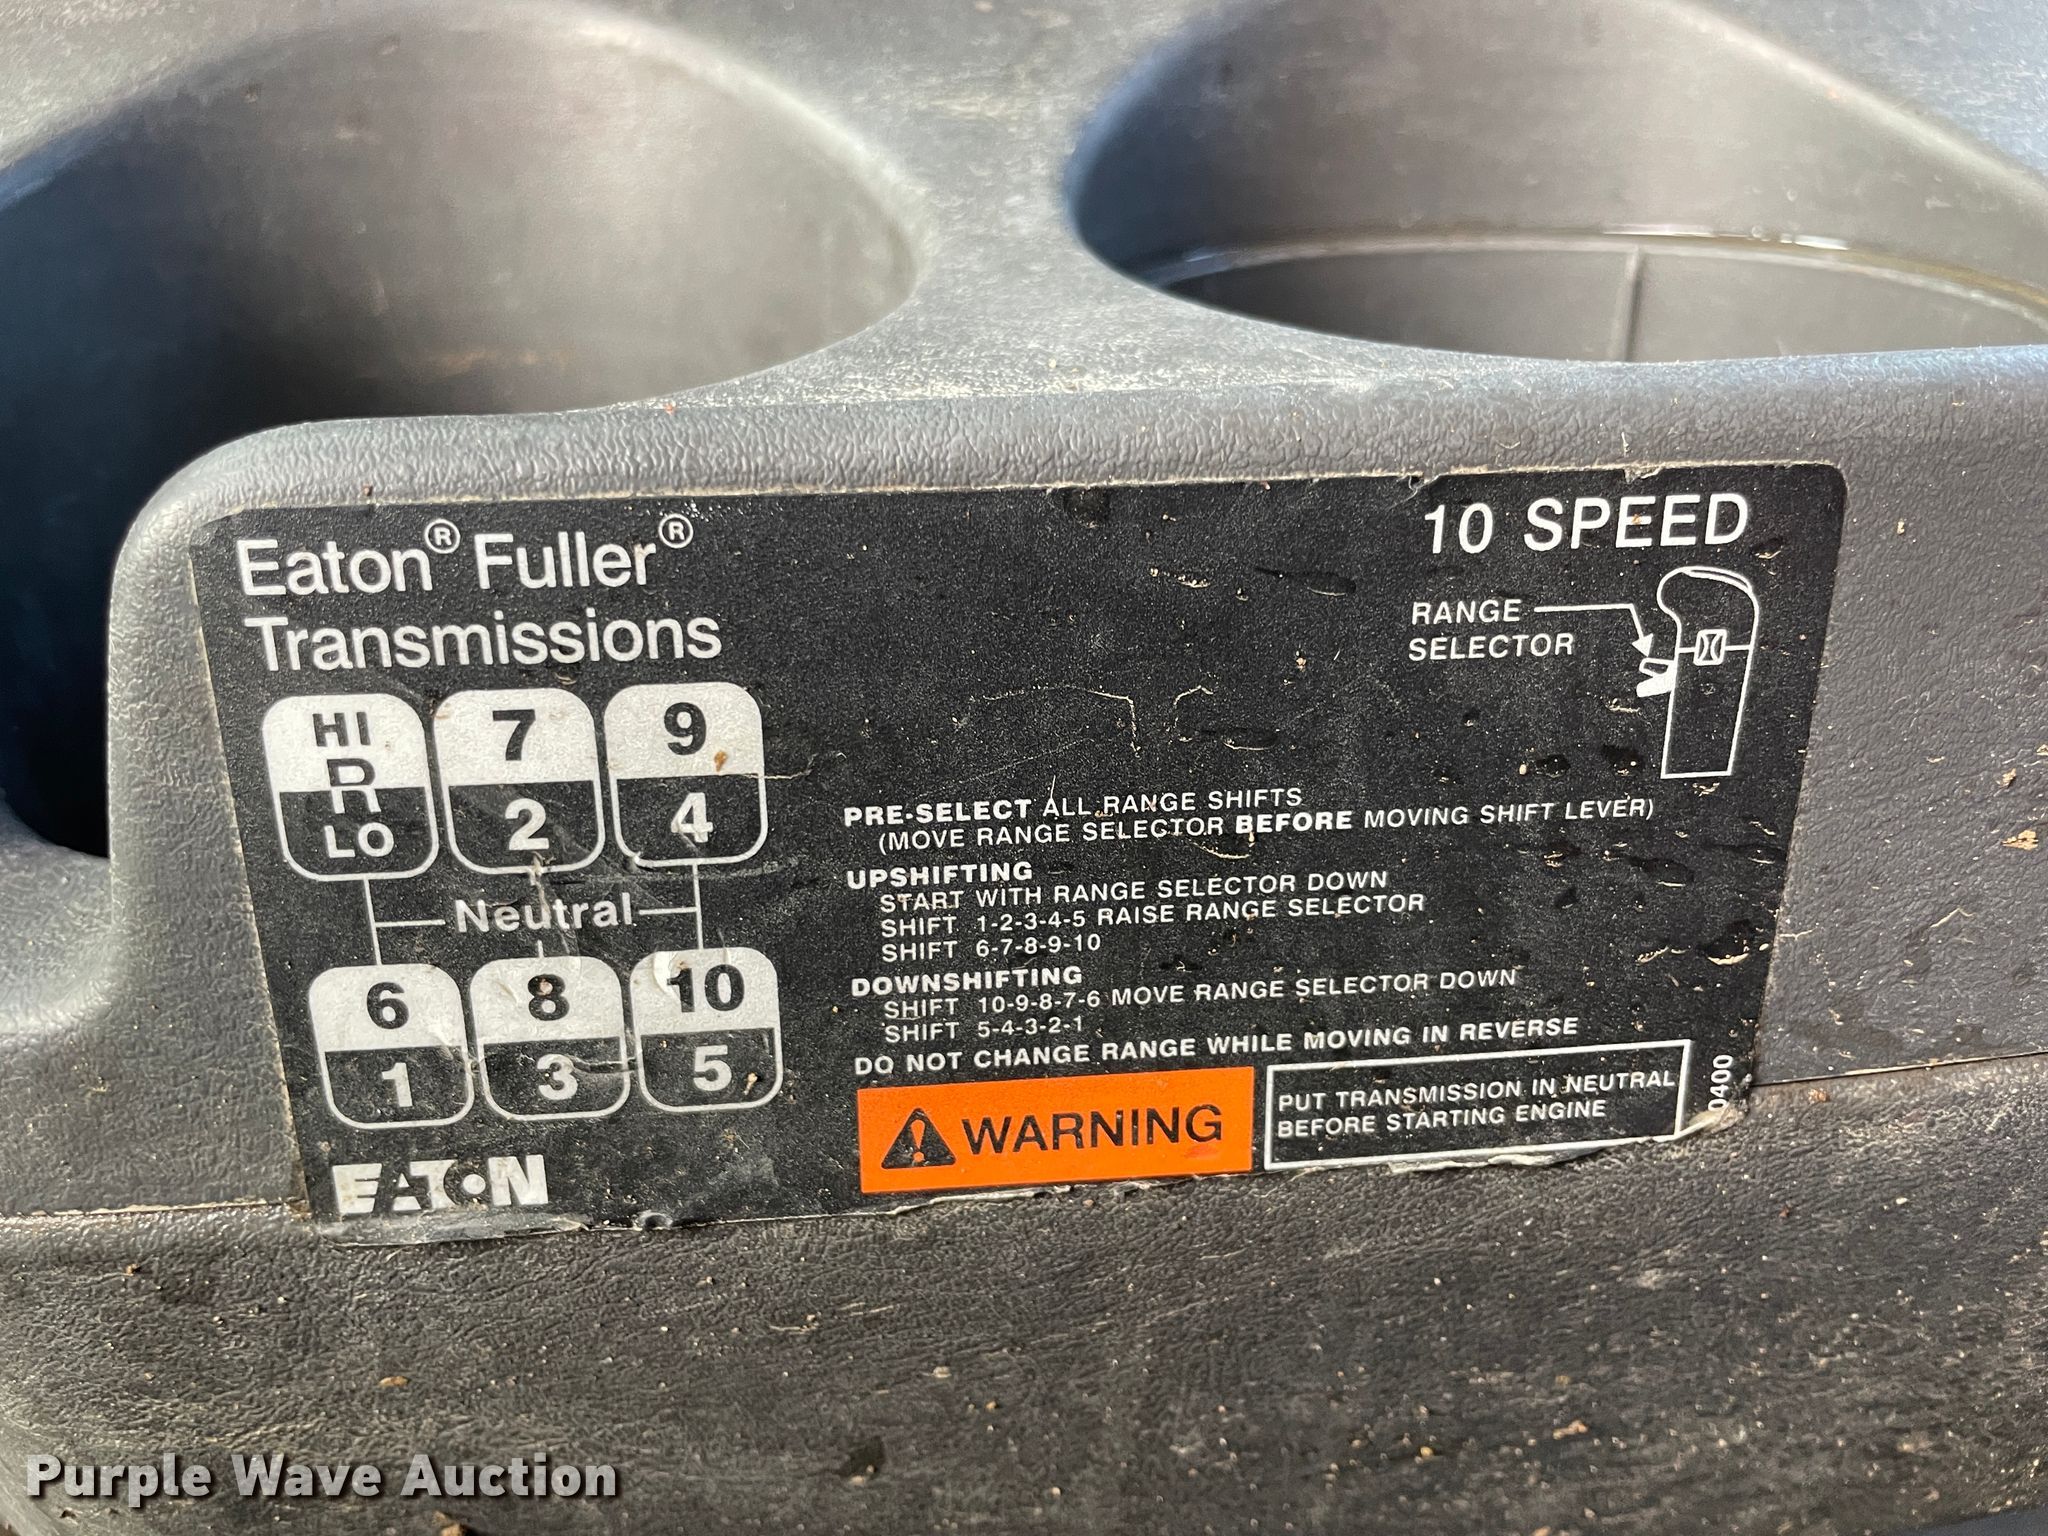 Eaton® Fuller®
Transmissions
10 SPEED
RANGE
SELECTOR
HI
R
LO
7
2
9
4
Neutral
6
1
8
3
10
5
EATON
PRE-SELECT ALL RANGE SHIFTS
(MOVE RANGE SELECTOR BEFORE MOVING SHIFT LEVER)
UPSHIFTING
START WITH RANGE SELECTOR DOWN
SHIFT 1-2-3-4-5 RAISE RANGE SELECTOR
SHIFT 6-7-8-9-10
DOWNSHIFTING
SHIFT 10-9-8-7-6 MOVE RANGE SELECTOR DOWN
SHIFT 5-4-3-2-1
DO NOT CHANGE RANGE WHILE MOVING IN REVERSE
WARNING
PUT TRANSMISSION IN NEUTRAL
BEFORE STARTING ENGINE
0400
Purple Wave Auction